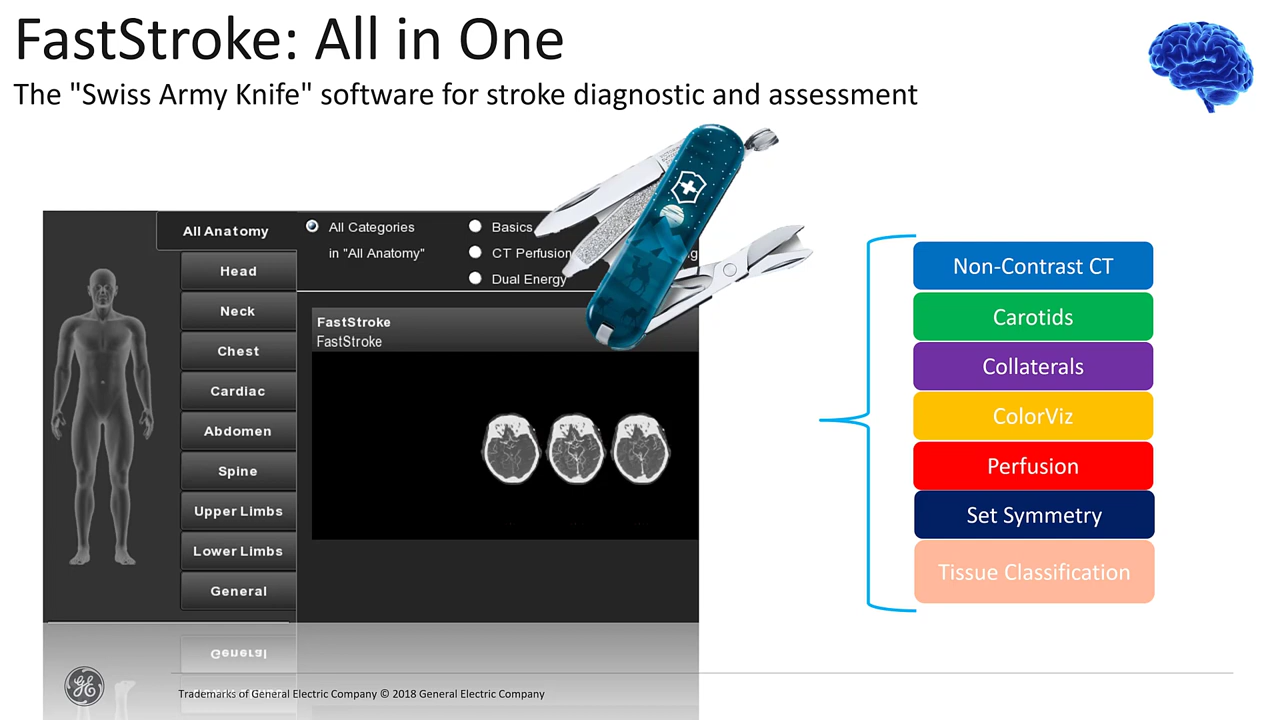 FastStroke: All in One
The "Swiss Army Knife" software for stroke diagnostic and assessment
All Anatomy
Head
Neck
Chest
Cardiac
Abdomen
Spine
Upper Limbs
Lower Limbs
General
All Categories
in "All Anatomy"
Basics
CT Perfusion
Dual Energy
FastStroke
FastStroke
Non-Contrast CT
Carotids
Collaterals
ColorViz
Perfusion
Set Symmetry
Tissue Classification
General
GE
Trademarks of General Electric Company © 2018 General Electric Company